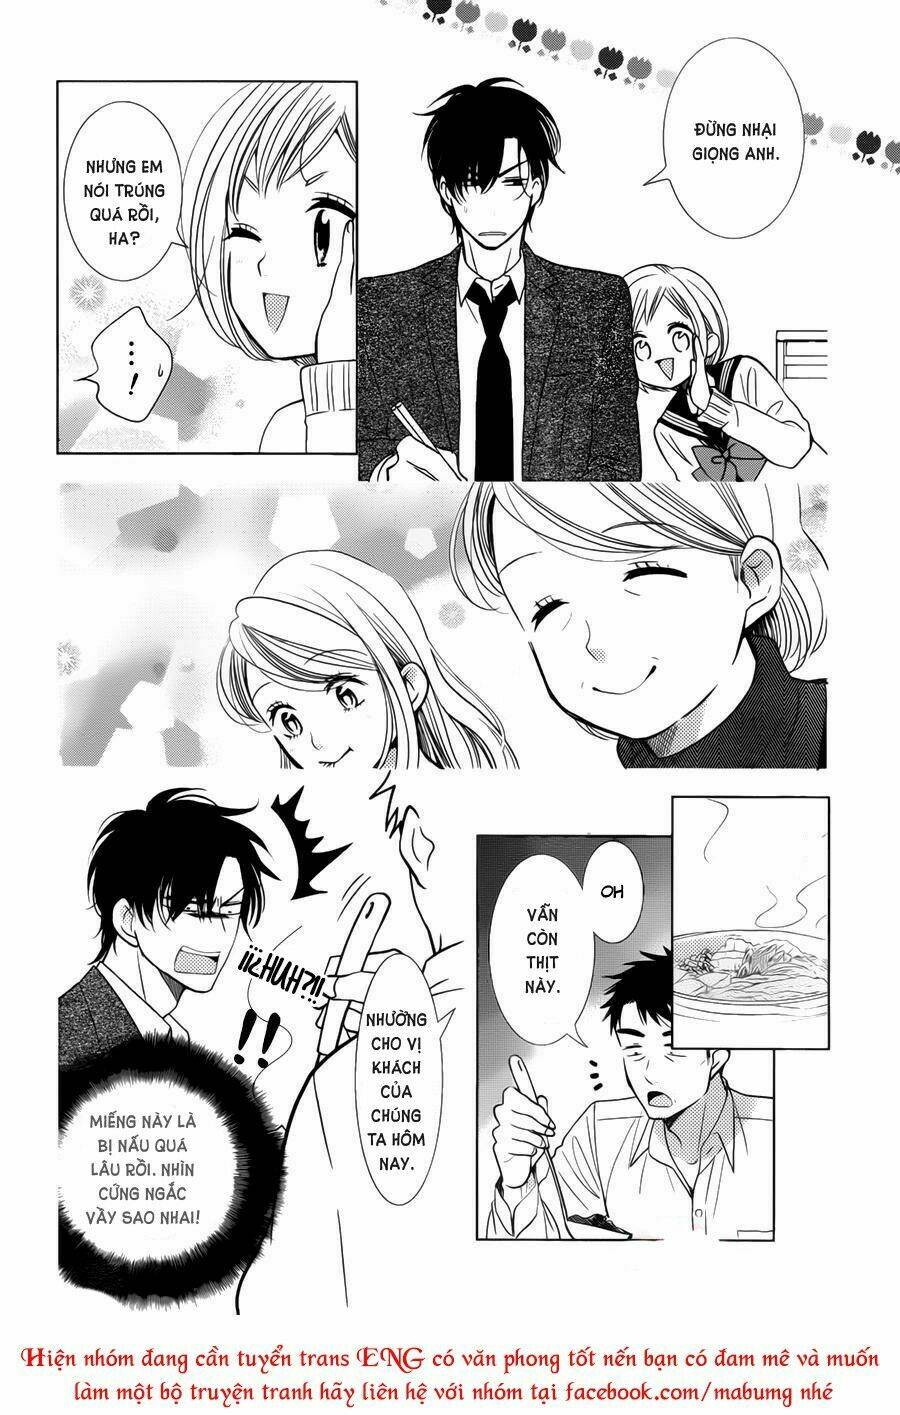 ĐỪNG NHẠI
GIỌNG ANH.
NHƯNG EM
NÓI TRÚNG
QUÁ RỒI,
HA?
...!
OH
VẪN
CÒN
THỊT
NÀY.
¡¡¿HUH?!!
!!
NHƯỜNG
CHO VỊ
KHÁCH
CỦA
CHÚNG
TA HÔM
NAY.
MIẾNG NÀY LÀ
BỊ NẤU QUÁ
LÂU RỒI. NHÌN
CỨNG NGẮC
VẦY SAO NHAI!
Hiện nhóm đang cần tuyển trans ENG có văn phong tốt nến bạn có đam mê và muốn
làm một bộ truyện tranh hãy liên hệ với nhóm tại facebook.com/mabumg nhé